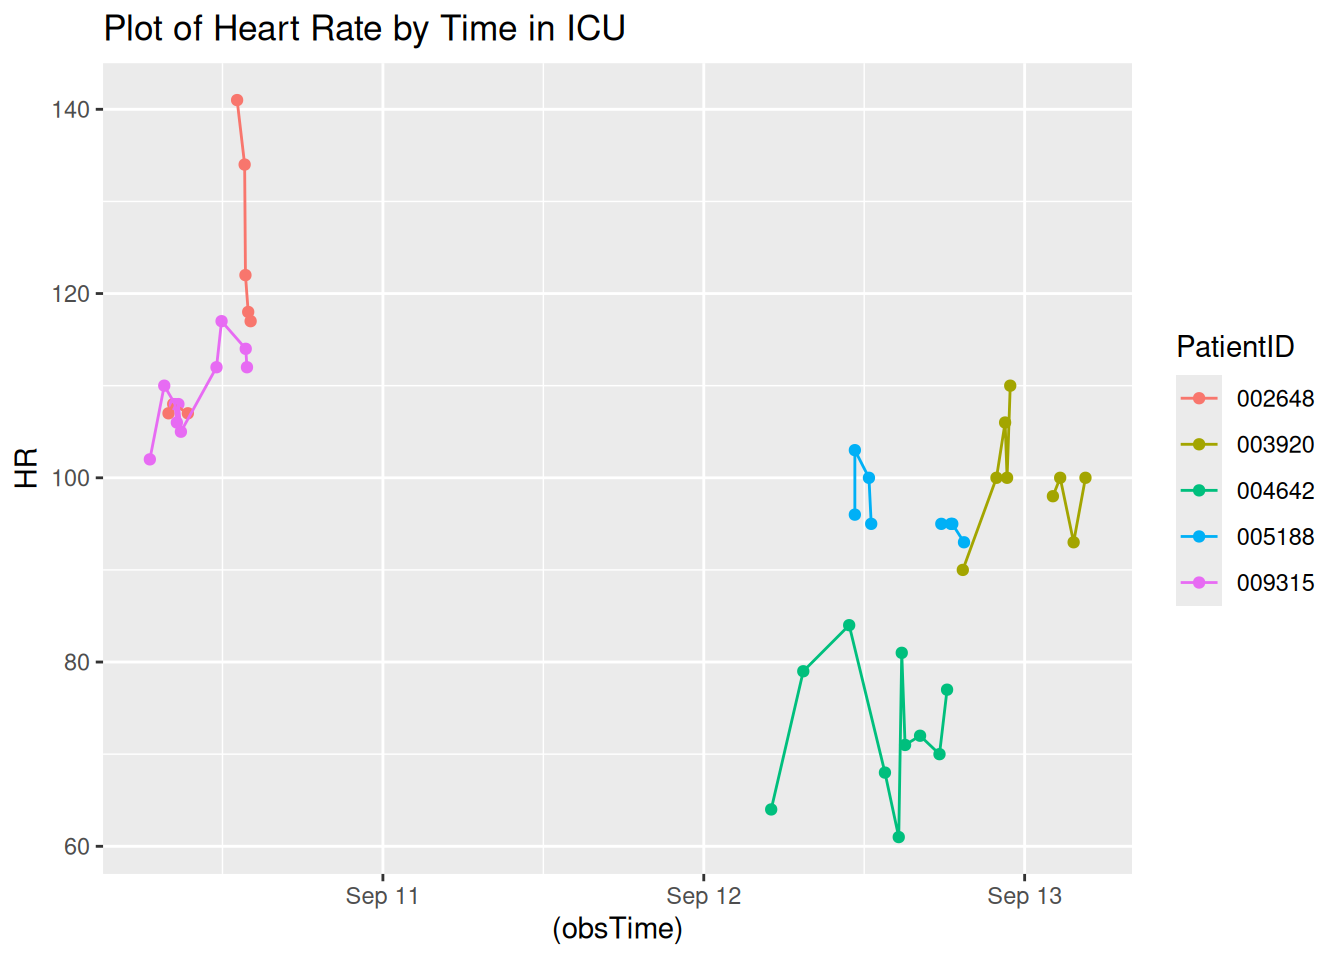 Plot of Heart Rate by Time in ICU
140
120
100
80
60
HR
Sep 11
Sep 12
Sep 13
(obsTime)
PatientID
002648
003920
004642
005188
009315